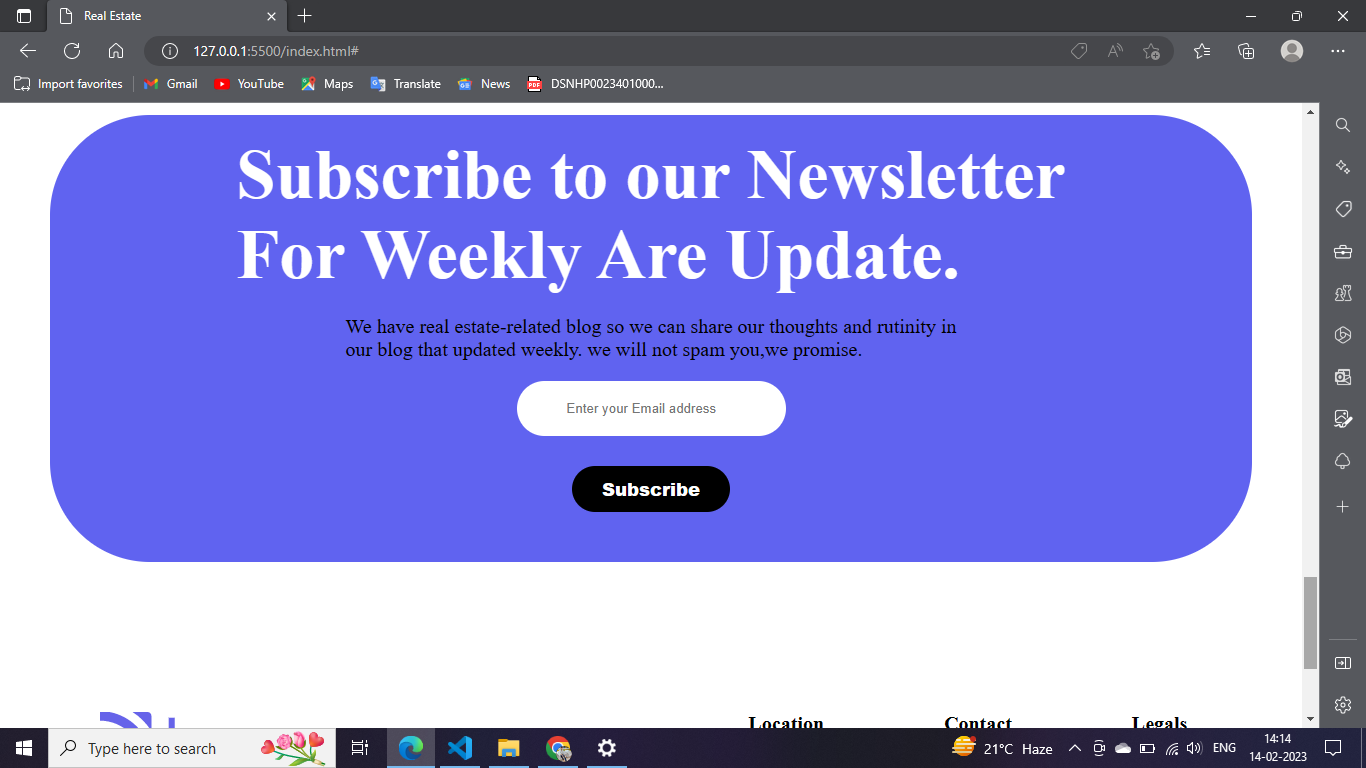 Real Estate
127.0.0.1:5500/index.html#
Import favorites
Gmail
YouTube
Maps
Translate
News
DSNHP0023401000...
Subscribe to our Newsletter
For Weekly Are Update.
We have real estate-related blog so we can share our thoughts and rutinity in
our blog that updated weekly. we will not spam you,we promise.
Enter your Email address
Subscribe
Location
Contact
Legals
Type here to search
21°C Haze
ENG
14:14
14-02-2023